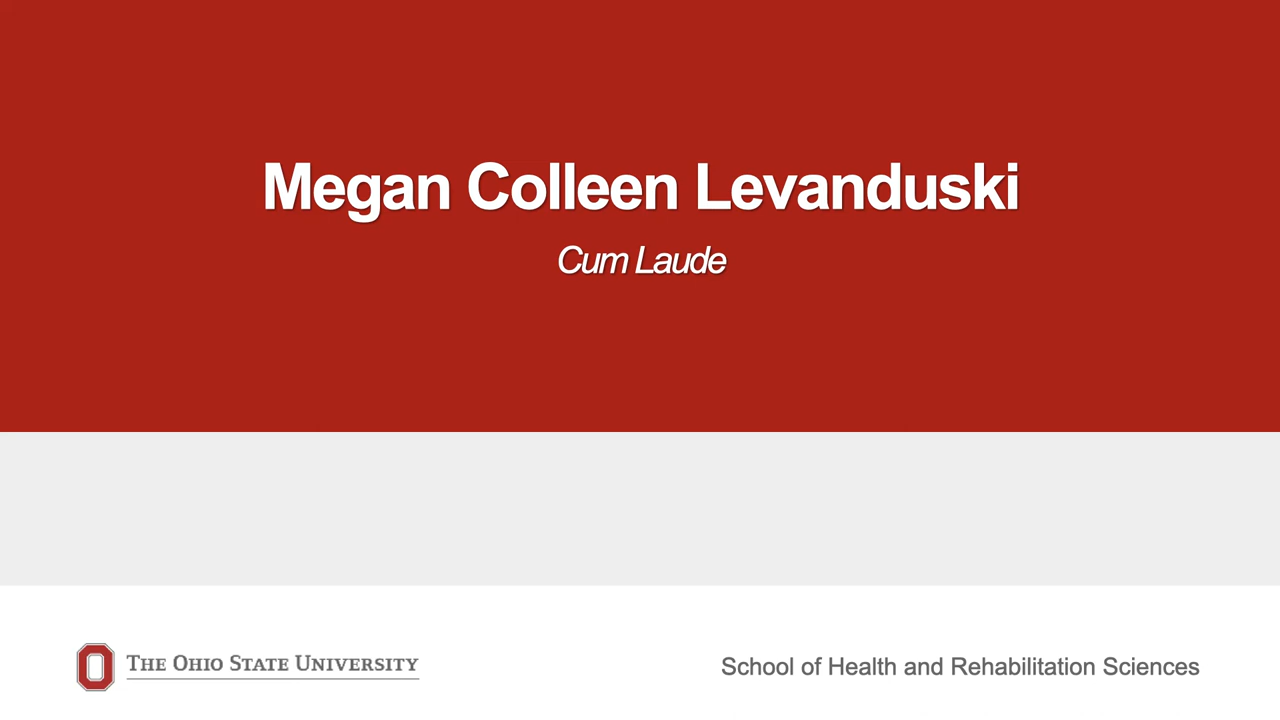 Megan Colleen Levanduski
Cum Laude
THE OHIO STATE UNIVERSITY
School of Health and Rehabilitation Sciences